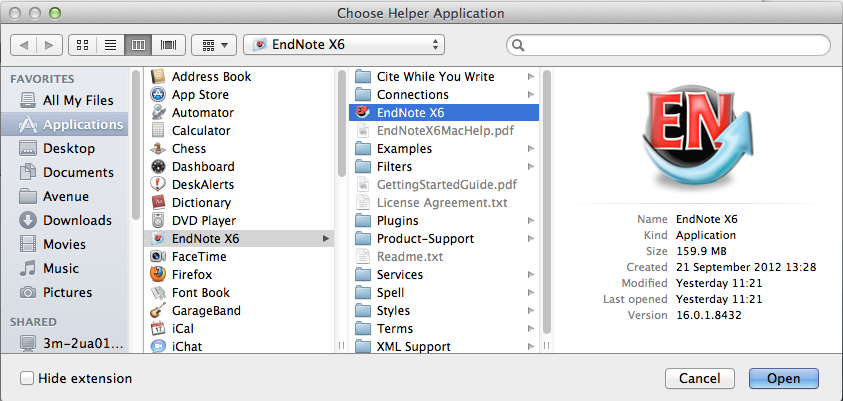 Choose Helper Application
EndNote X6
FAVORITES
All My Files
Applications
Desktop
Documents
Avenue
Downloads
Movies
Music
Pictures
SHARED
3m-2ua01...
Address Book
App Store
Automator
Calculator
Chess
Dashboard
DeskAlerts
Dictionary
DVD Player
EndNote X6
FaceTime
Firefox
Font Book
GarageBand
iCal
iChat
Cite While You Write
Connections
EndNote X6
EndNoteX6MacHelp.pdf
Examples
Filters
GettingStartedGuide.pdf
License Agreement.txt
Plugins
Product-Support
Readme.txt
Services
Spell
Styles
Terms
XML Support
EN
Name EndNote X6
Kind Application
Size 159.9 MB
Created 21 September 2012 13:28
Modified Yesterday 11:21
Last opened Yesterday 11:21
Version 16.0.1.8432
Hide extension
Cancel
Open